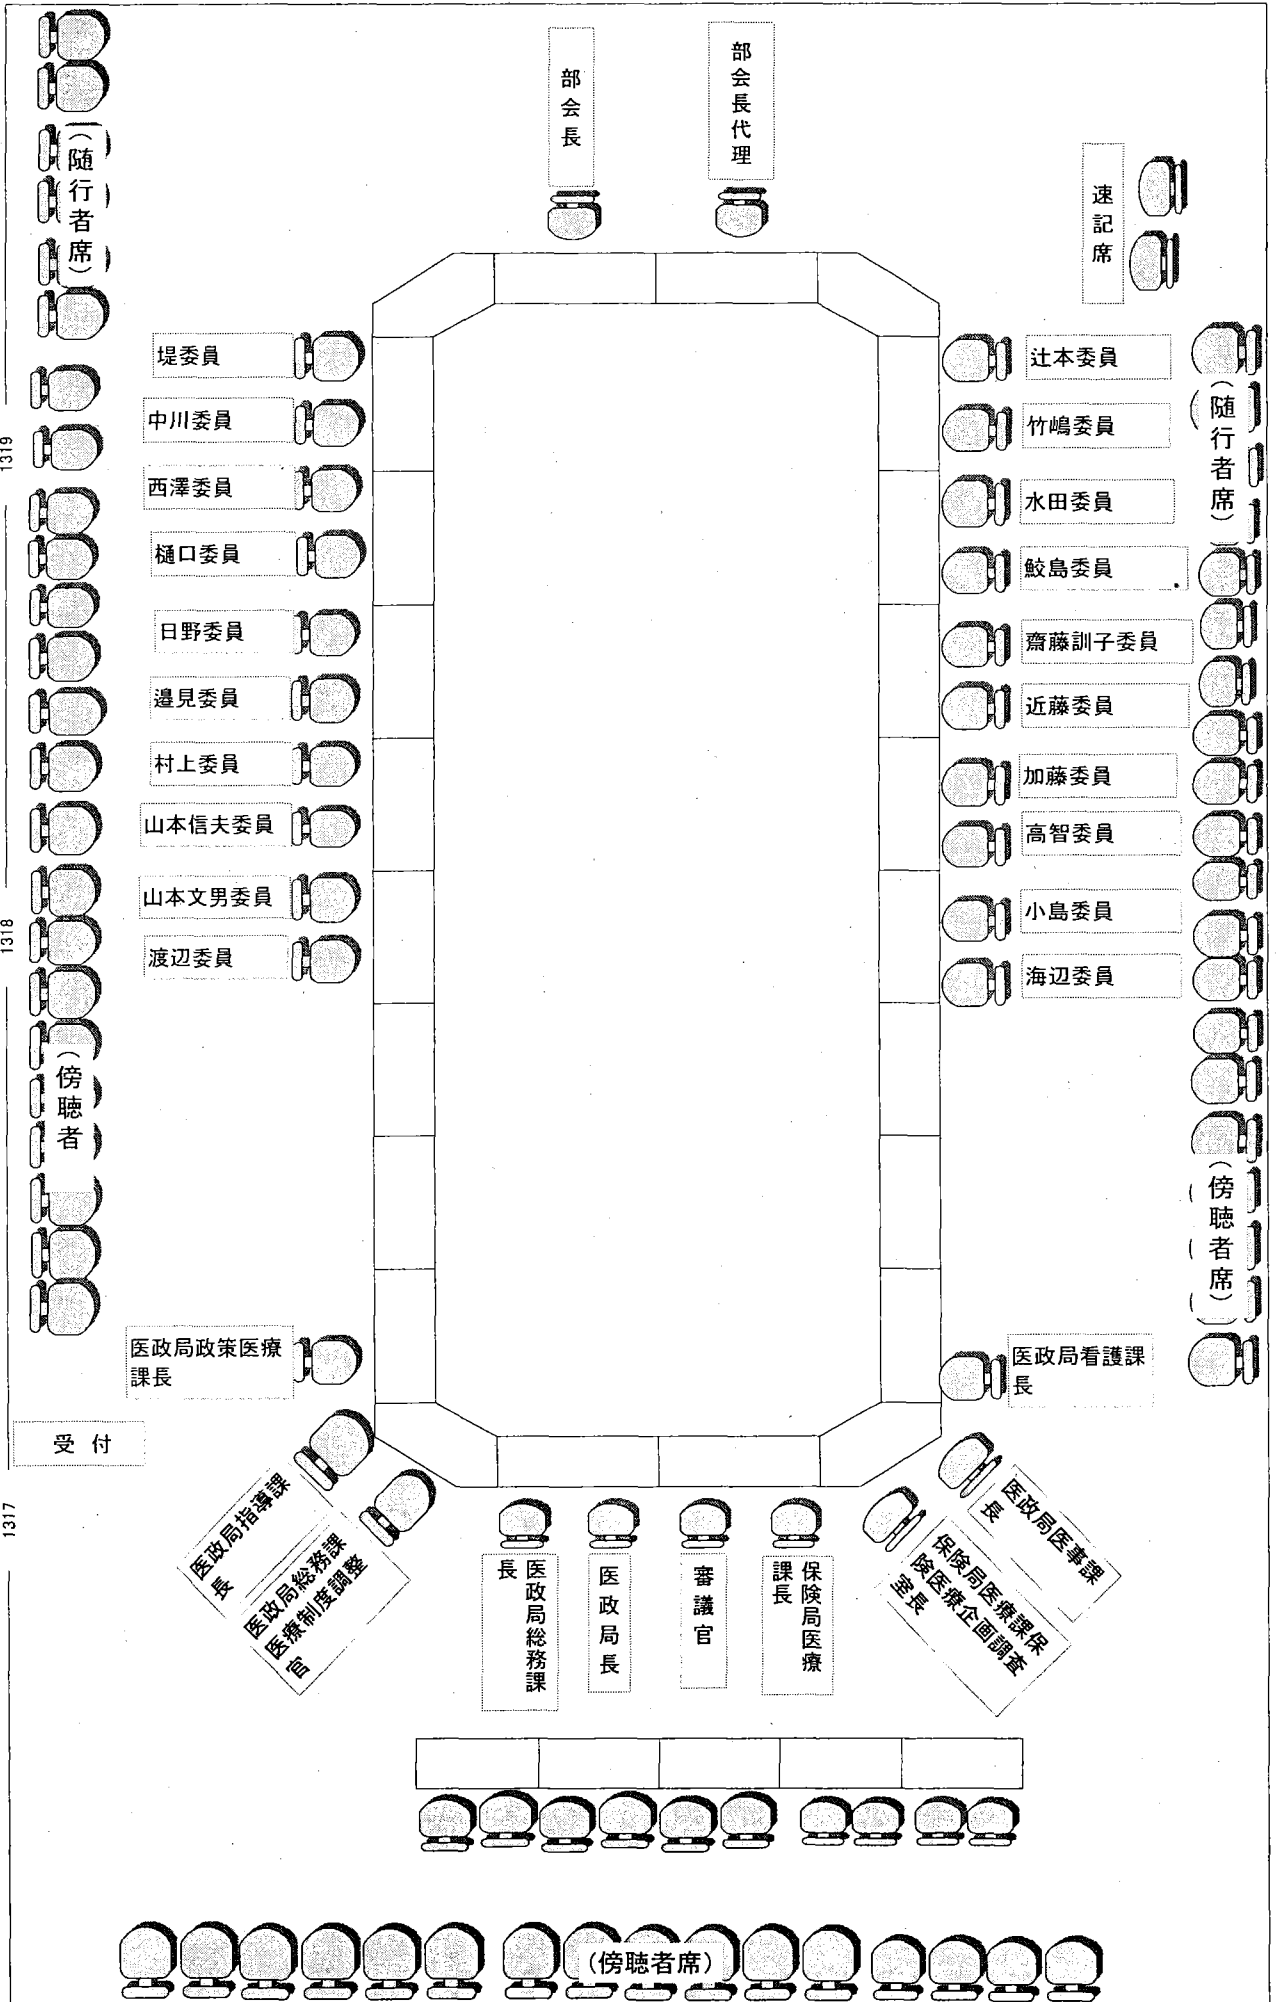 部会長
部会長代理
速記席
(随行者席)
堤委員
中川委員
西澤委員
樋口委員
日野委員
邉見委員
村上委員
山本信夫委員
山本文男委員
渡辺委員
辻本委員
竹嶋委員
水田委員
鮫島委員
齋藤訓子委員
近藤委員
加藤委員
高智委員
小島委員
海辺委員
(随行者席)
1319
1318
1317
(傍聴者
(傍聴者席)
医政局政策医療
課長
医政局看護課
長
受付
医政局指導課
長
医政局総務課
医療制度調整
官
医政局総務課
長
医政局長
審議官
保険局医療
課長
保険局医療課保
険医療企画調査
室長
医政局医事課
長
(傍聴者席)